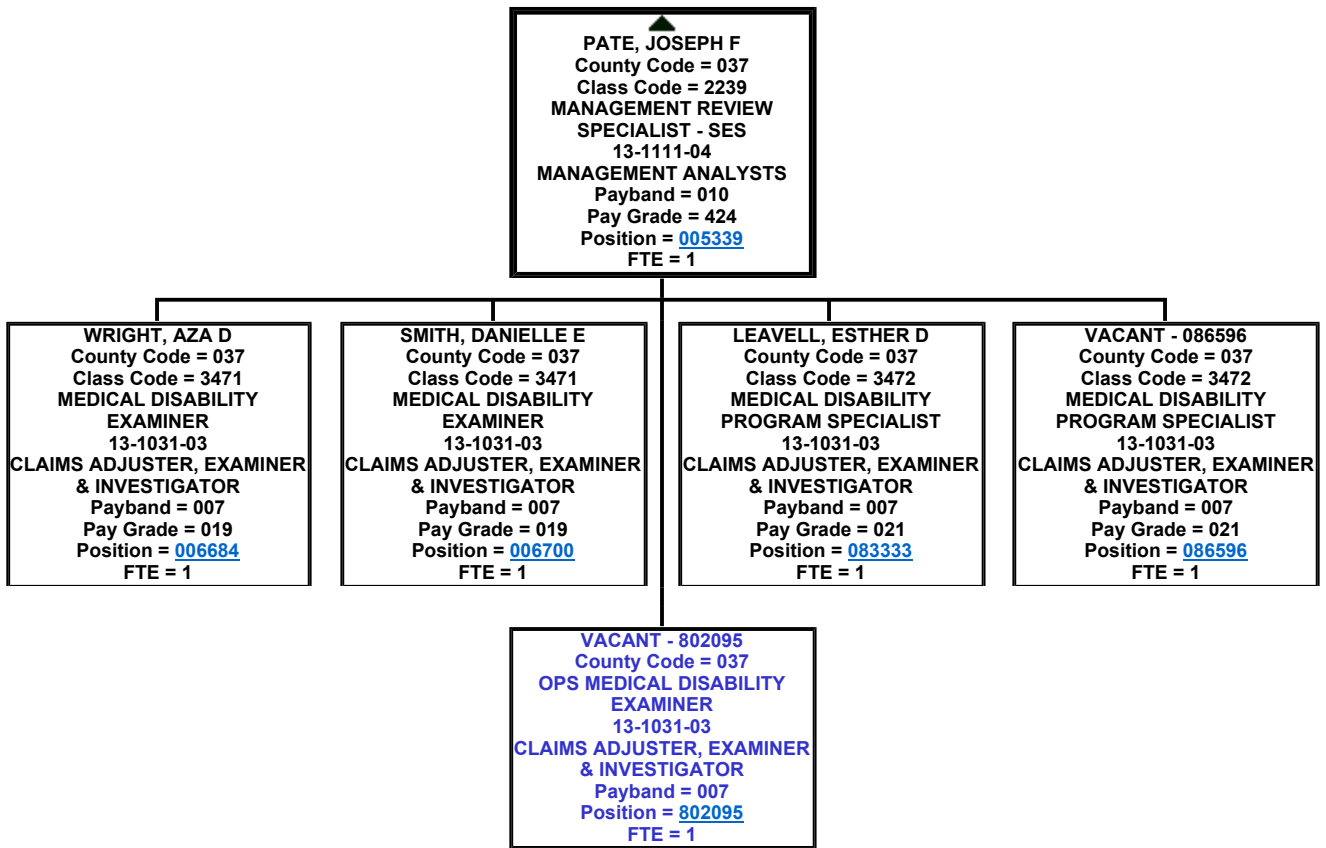 PATE, JOSEPH F
County Code = 037
Class Code = 2239
MANAGEMENT REVIEW
SPECIALIST - SES
13-1111-04
MANAGEMENT ANALYSTS
Payband = 010
Pay Grade = 424
Position = 005339
FTE = 1
WRIGHT, AZA D
County Code = 037
Class Code = 3471
MEDICAL DISABILITY
EXAMINER
13-1031-03
CLAIMS ADJUSTER, EXAMINER
& INVESTIGATOR
Payband = 007
Pay Grade = 019
Position = 006684
FTE = 1
SMITH, DANIELLE E
County Code = 037
Class Code = 3471
MEDICAL DISABILITY
EXAMINER
13-1031-03
CLAIMS ADJUSTER, EXAMINER
& INVESTIGATOR
Payband = 007
Pay Grade = 019
Position = 006700
FTE = 1
LEAVELL, ESTHER D
County Code = 037
Class Code = 3472
MEDICAL DISABILITY
PROGRAM SPECIALIST
13-1031-03
CLAIMS ADJUSTER, EXAMINER
& INVESTIGATOR
Payband = 007
Pay Grade = 021
Position = 083333
FTE = 1
VACANT - 086596
County Code = 037
Class Code = 3472
MEDICAL DISABILITY
PROGRAM SPECIALIST
13-1031-03
CLAIMS ADJUSTER, EXAMINER
& INVESTIGATOR
Payband = 007
Pay Grade = 021
Position = 086596
FTE = 1
VACANT - 802095
County Code = 037
OPS MEDICAL DISABILITY
EXAMINER
13-1031-03
CLAIMS ADJUSTER, EXAMINER
& INVESTIGATOR
Payband = 007
Position = 802095
FTE = 1